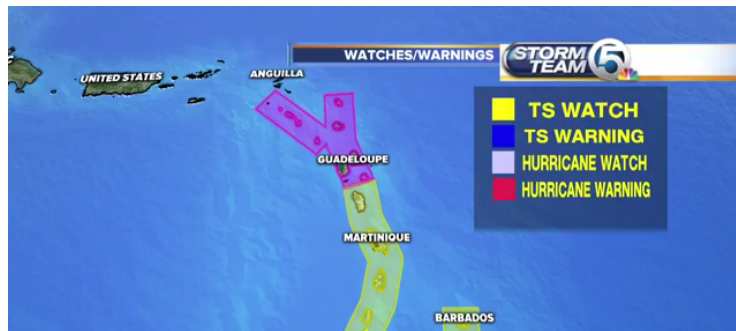 WATCHES/WARNINGS
STORM
TEAM 5
UNITED STATES
ANGUILLA
TS WATCH
TS WARNING
HURRICANE WATCH
HURRICANE WARNING
GUADELOUPE
MARTINIQUE
BARBADOS